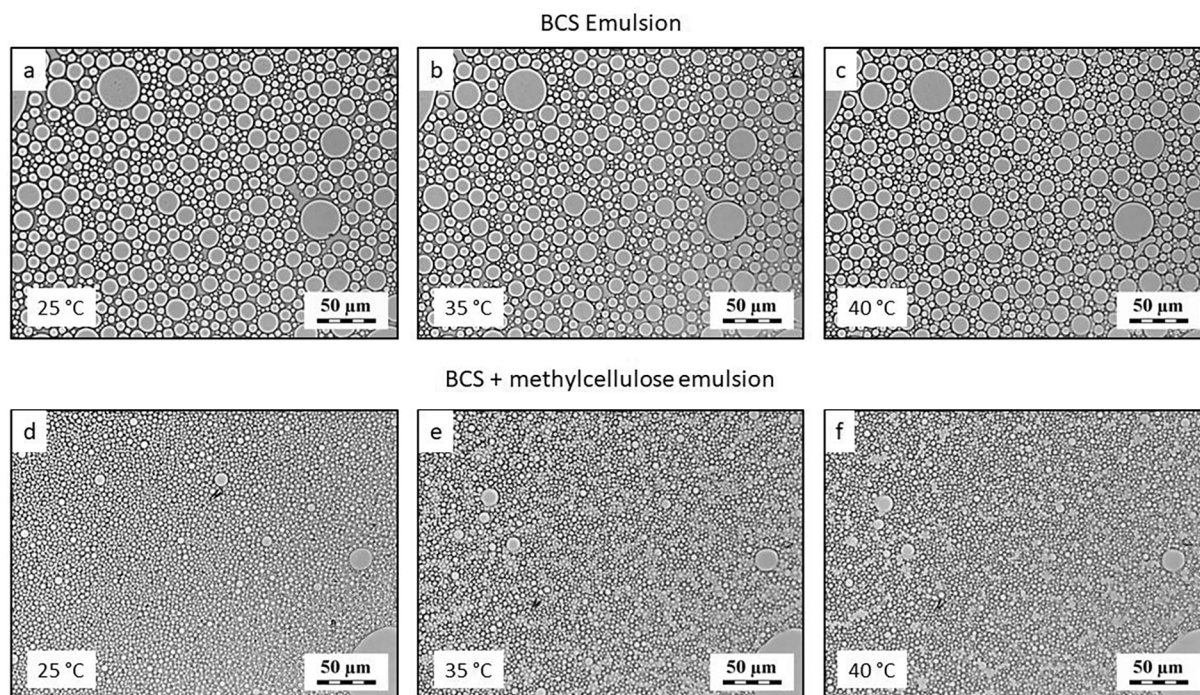 BCS Emulsion
a
b
c
25 °C
50 µm
35 °C
50 µm
40 °C
50 µm
BCS + methylcellulose emulsion
d
e
f
25 °C
50 µm
35 °C
50 µm
40 °C
50 µm